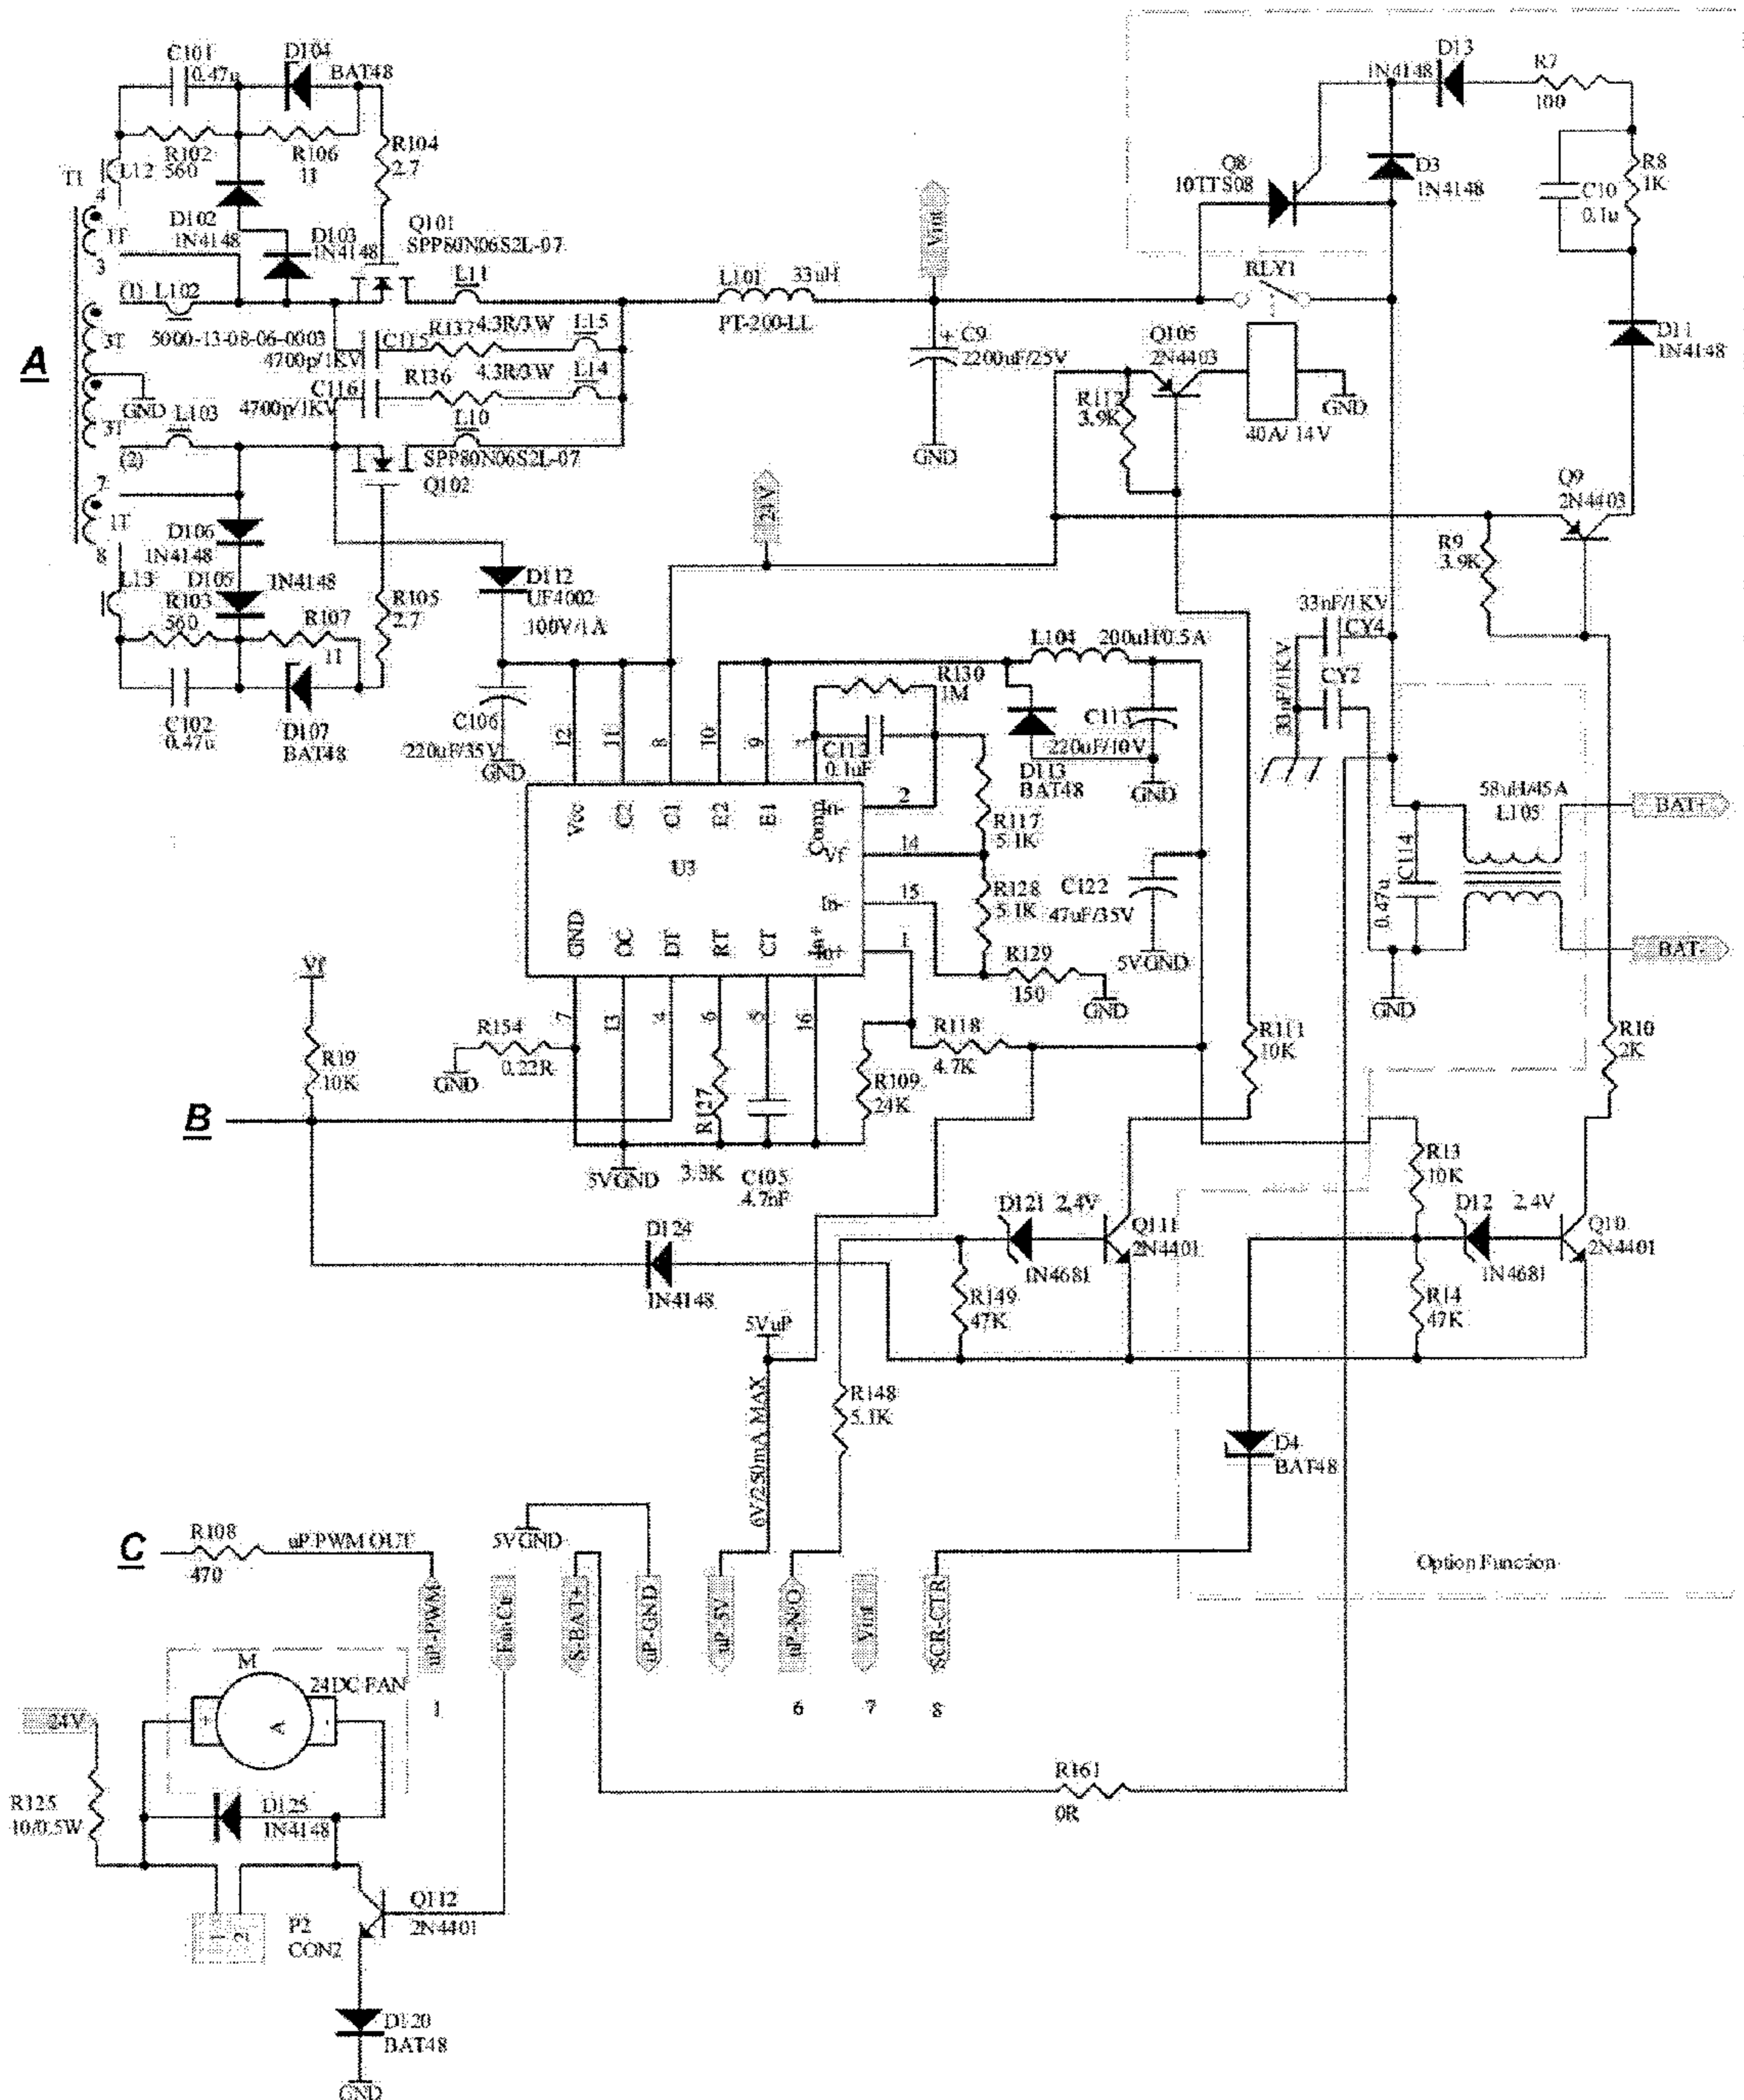 C101
0.47u
D104
BAT48
R102
560
R106
11
R104
2.7
T1
L12
4
1T
3
D102
1N4148
D103
1N4148
Q101
SPP80N06S2L-07
L11
(1)
L102
5000-13-08-06-0003
3T
A
GND
4700p/1KV
C115
R137
4.3R/3W
L15
C116
4700p/1KV
R136
4.3R/3W
L14
L103
3T
(2)
L10
SPP80N06S2L-07
Q102
7
1T
8
D106
1N4148
L13
D105
1N4148
R103
560
R107
11
R105
2.7
C102
0.47u
D107
BAT48
L101
33uH
PT-200-LL
Vint
C9
2200uF/25V
GND
24V
D13
1N4148
R7
100
Q8
10TTS08
D3
1N4148
R8
1K
C10
0.1u
RLY1
D11
1N4148
Q105
2N4403
R112
3.9K
GND
40A/14V
Q9
2N4403
R9
3.9K
D112
UF4002
100V/1A
C106
220uF/35V
GND
L104
200uH/0.5A
R130
1M
C112
0.1uF
C113
220uF/10V
D113
BAT48
GND
33nF/1KV
CY4
CY2
33nF/1KV
12
11
8
10
9
3
Vcc
C2
C1
E2
E1
Comp
In-
2
Vf
14
In-
15
In+
1
U3
GND
OC
DT
RT
CT
In+
7
13
4
6
5
16
R117
5.1K
R128
5.1K
R129
150
GND
C122
47uF/35V
5VGND
58uH/45A
L105
BAT+
BAT-
C114
0.47u
GND
Vf
R19
10K
B
R154
0.22R
GND
R127
3.3K
C105
4.7nF
5VGND
R109
24K
R118
4.7K
R111
10K
R10
2K
D124
1N4148
D121 2.4V
1N4681
Q111
2N4401
R149
47K
R13
10K
D12 2.4V
1N4681
Q10
2N4401
R14
47K
5VuP
6V/250mA MAX
R148
5.1K
D4
BAT48
Option Function
C
R108
470
uP PWM OUT
5VGND
uP-PWM
FanCtr
S-BAT+
uP-GND
uP-5V
uP-N/O
Vint
SCR-CTR
1
6
7
8
M
24DC FAN
+
A
-
24V
R125
10/0.5W
D125
1N4148
1
2
P2
CON2
Q112
2N4401
D120
BAT48
GND
R161
0R